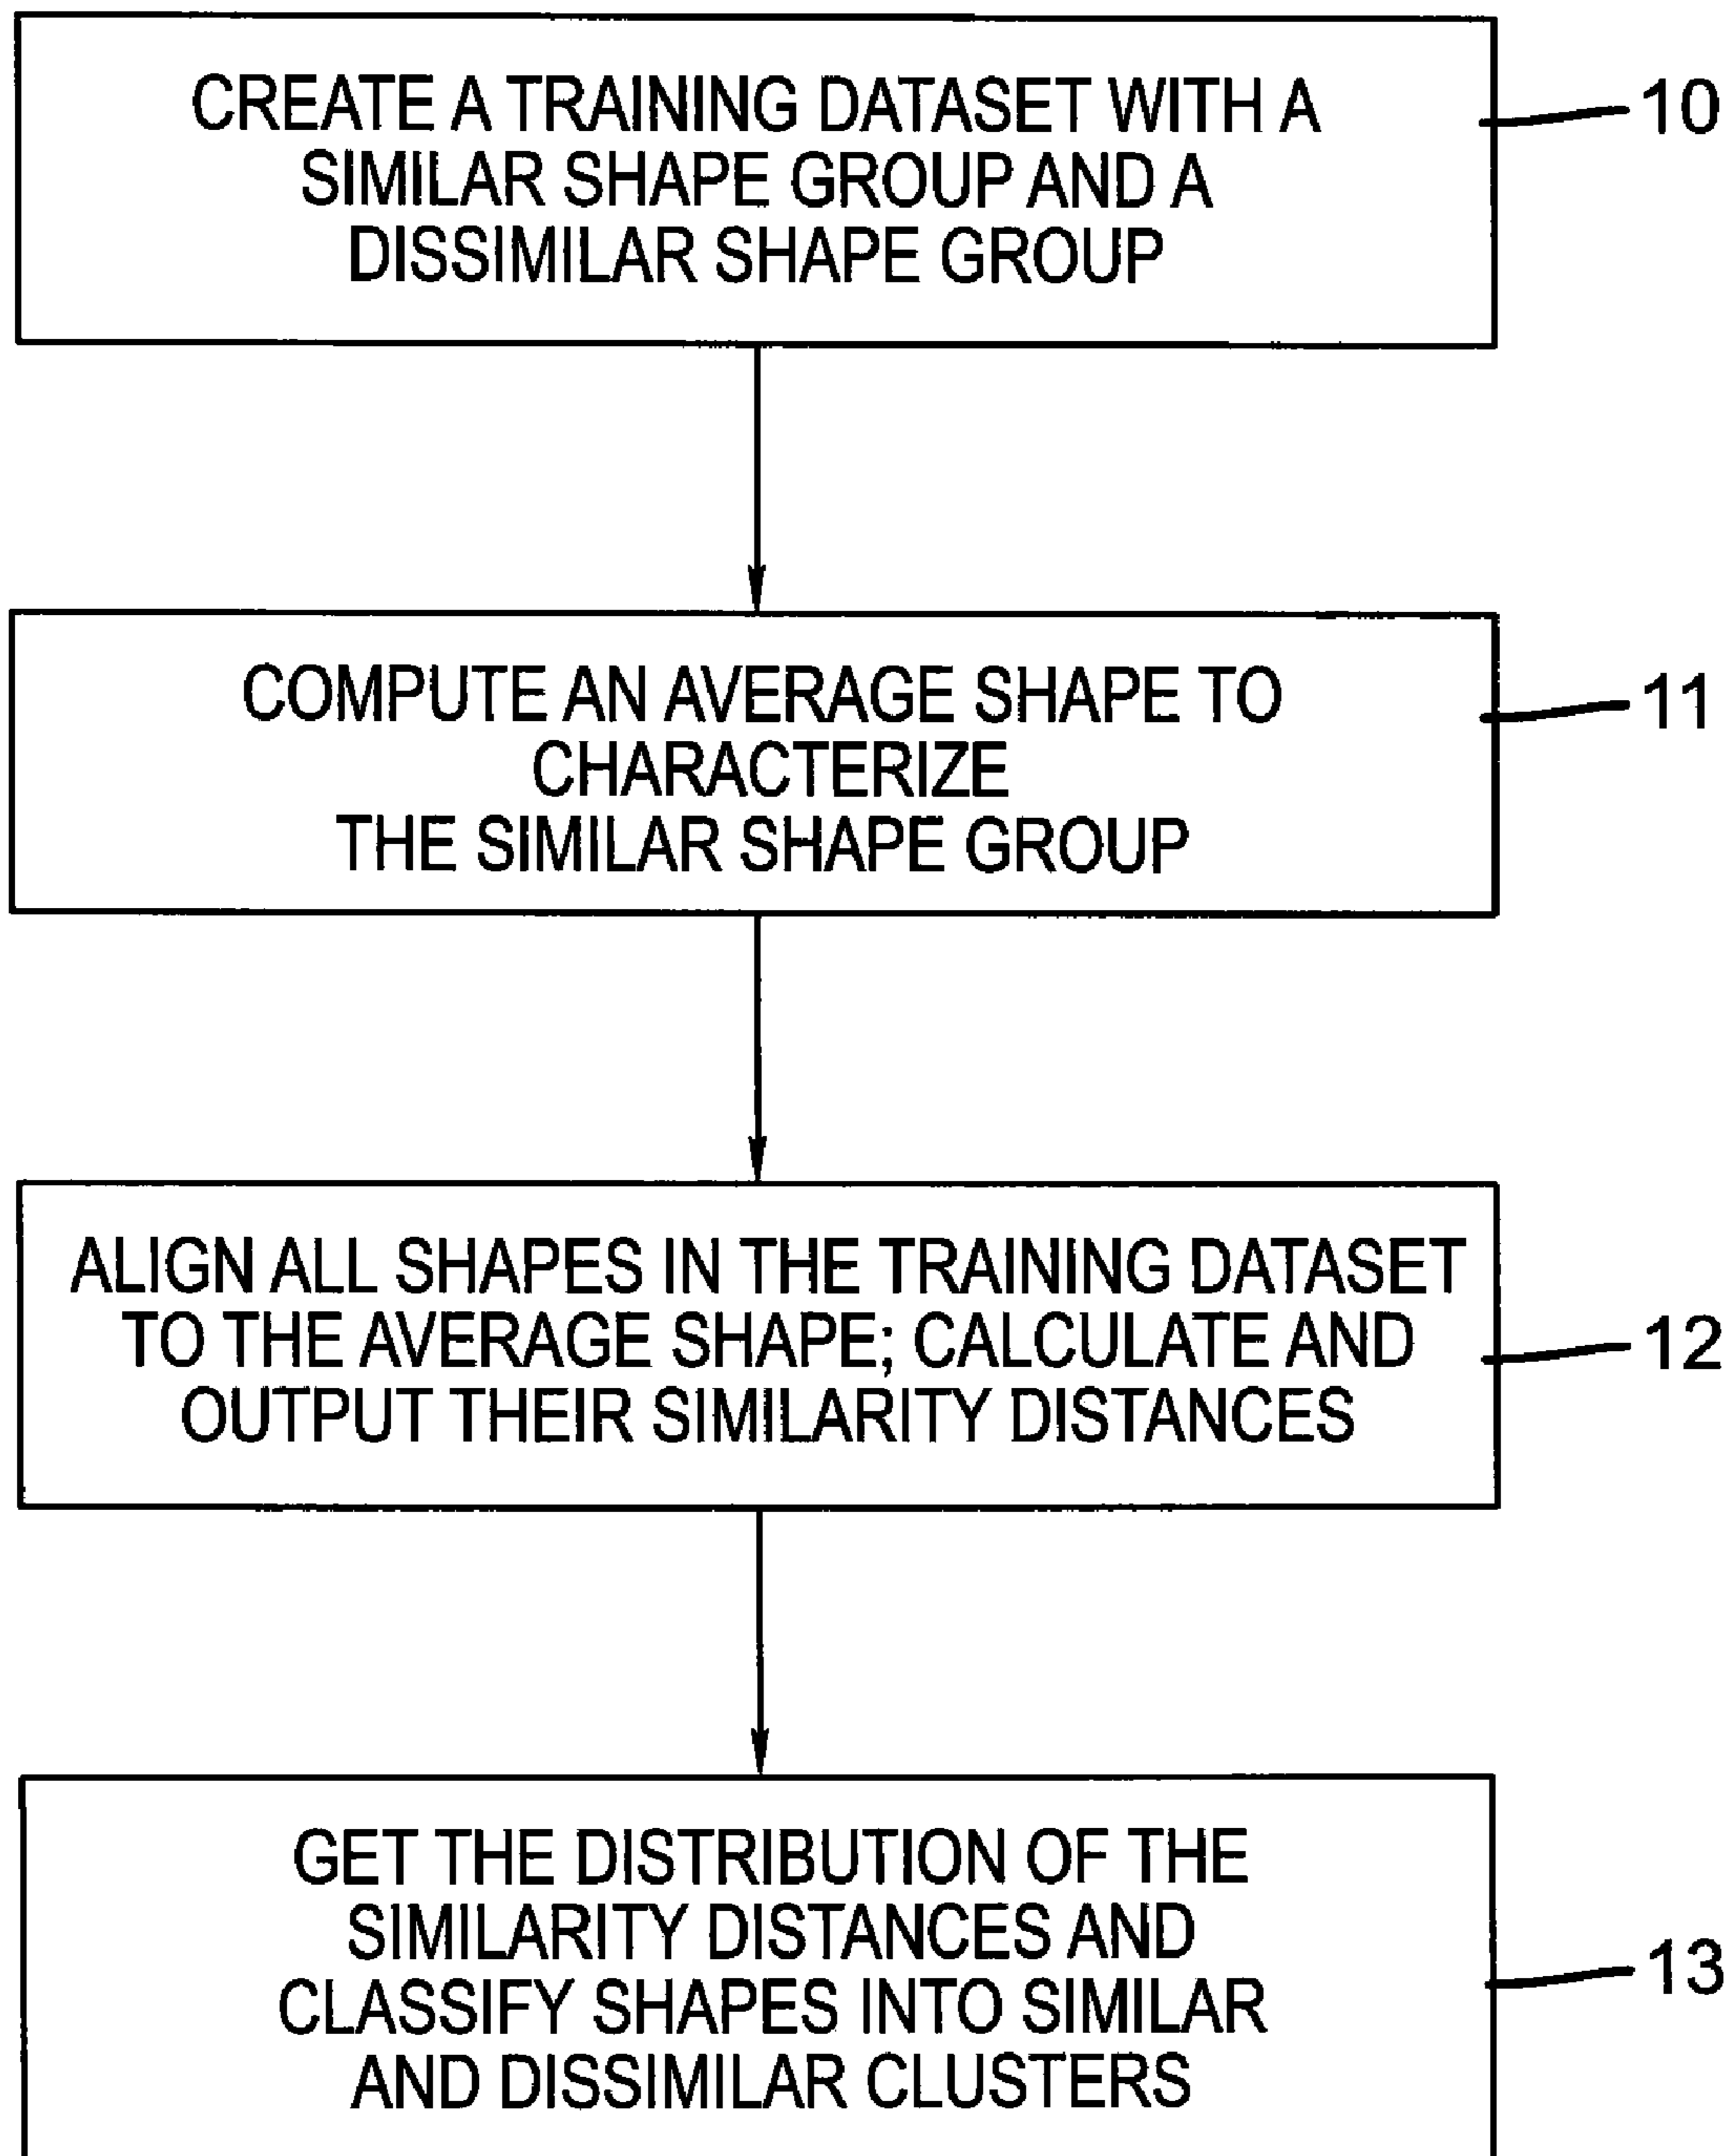 CREATE A TRAINING DATASET WITH A
SIMILAR SHAPE GROUP AND A
DISSIMILAR SHAPE GROUP
10
COMPUTE AN AVERAGE SHAPE TO
CHARACTERIZE
THE SIMILAR SHAPE GROUP
11
ALIGN ALL SHAPES IN THE TRAINING DATASET
TO THE AVERAGE SHAPE; CALCULATE AND
OUTPUT THEIR SIMILARITY DISTANCES
12
GET THE DISTRIBUTION OF THE
SIMILARITY DISTANCES AND
CLASSIFY SHAPES INTO SIMILAR
AND DISSIMILAR CLUSTERS
13